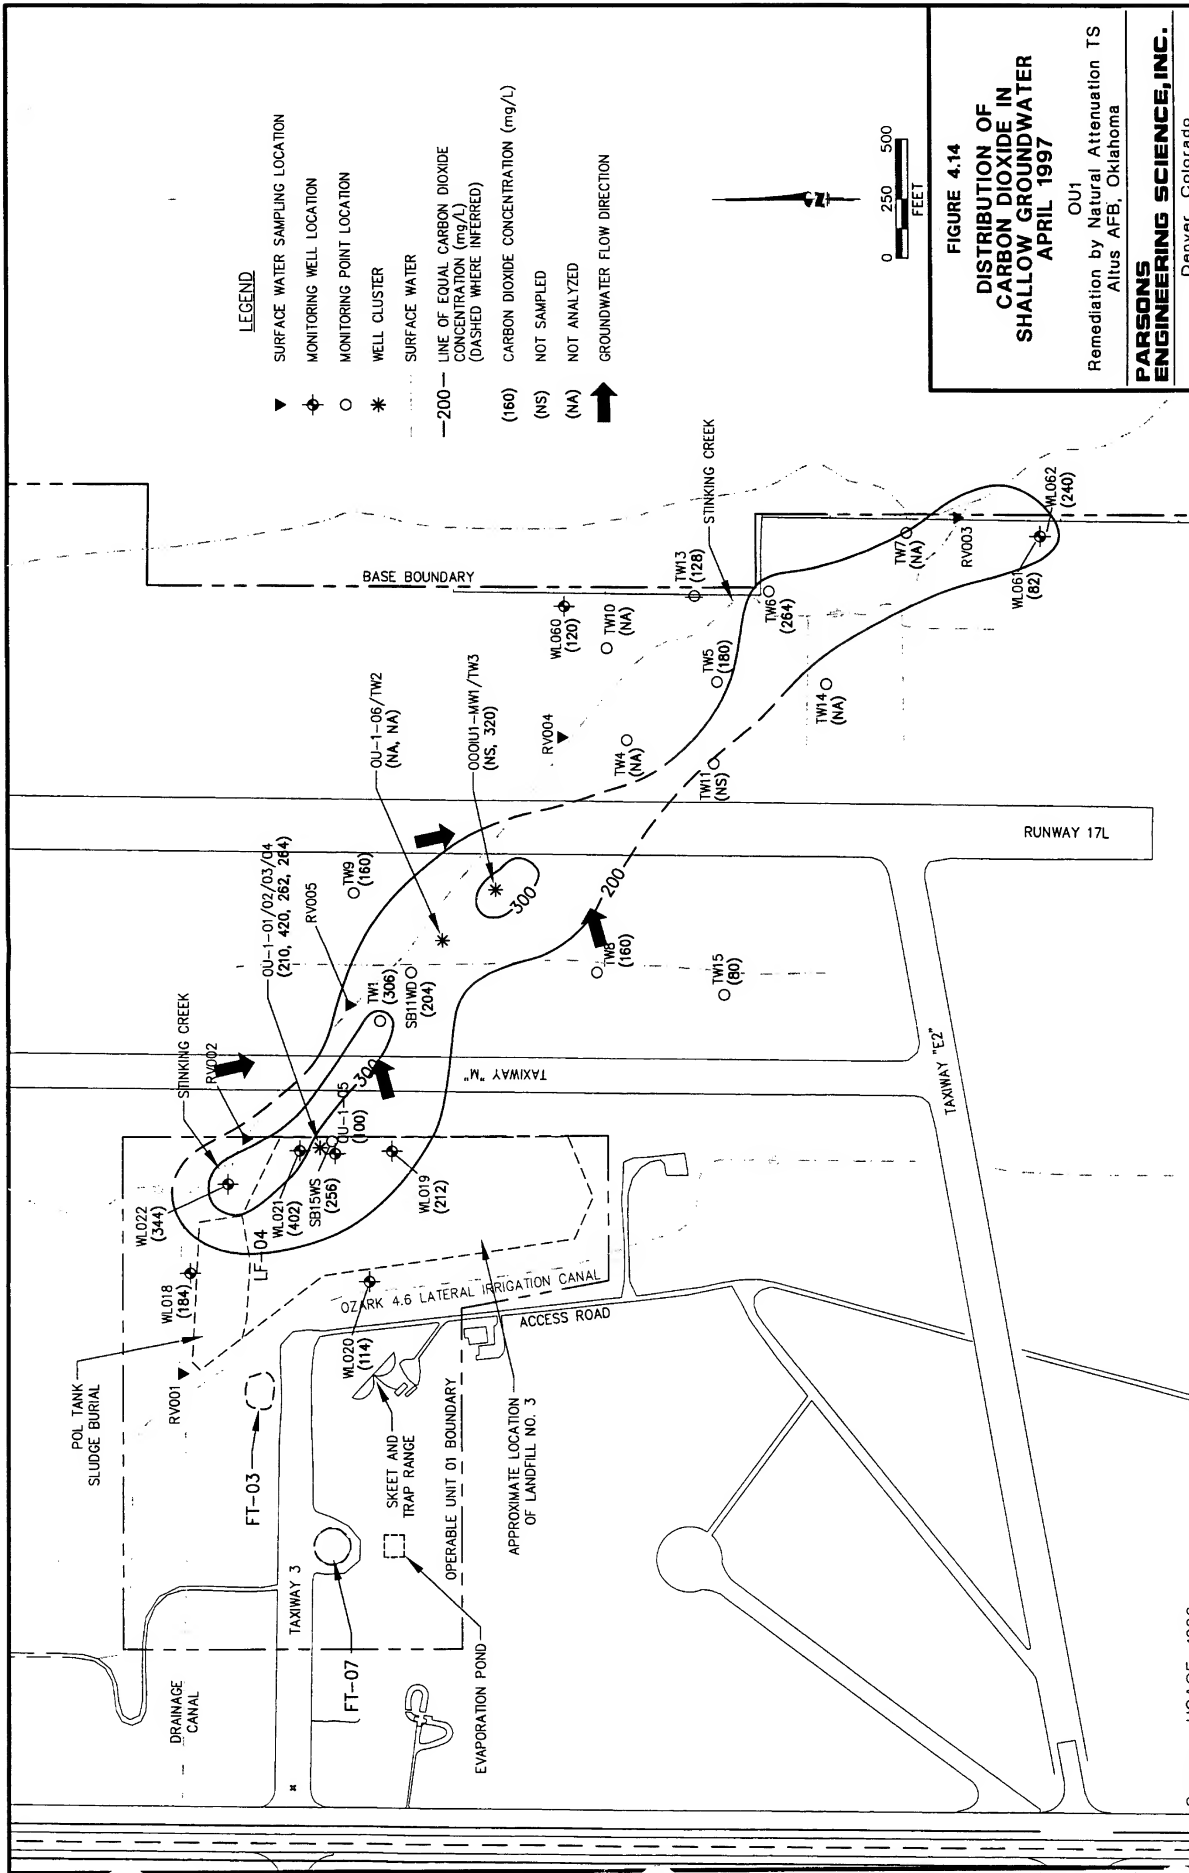 LEGEND
SURFACE WATER SAMPLING LOCATION
MONITORING WELL LOCATION
MONITORING POINT LOCATION
WELL CLUSTER
SURFACE WATER
—200— LINE OF EQUAL CARBON DIOXIDE
CONCENTRATION (mg/L)
(DASHED WHERE INFERRED)
(160) CARBON DIOXIDE CONCENTRATION (mg/L)
(NS) NOT SAMPLED
(NA) NOT ANALYZED
GROUNDWATER FLOW DIRECTION
N
0 250 500
FEET
FIGURE 4.14
DISTRIBUTION OF
CARBON DIOXIDE IN
SHALLOW GROUNDWATER
APRIL 1997
OU1
Remediation by Natural Attenuation TS
Altus AFB, Oklahoma
PARSONS
ENGINEERING SCIENCE, INC.
Denver, Colorado
DRAINAGE
CANAL
POL TANK
SLUDGE BURIAL
RV001
WL018
(184)
WL022
(344)
STINKING CREEK
RV002
OU-1-01/02/03/04
(210, 420, 262, 264)
RV005
TW9
(160)
OU-1-06/TW2
(NA, NA)
000IU1-MW1/TW3
(NS, 320)
RV004
WL060
(120)
TW10
(NA)
BASE BOUNDARY
TW13
(128)
STINKING CREEK
FT-03
LF-04
WL021
(402)
SB15WS
(256)
OU-1-05
(100)
300
TW1
(306)
SB11WD
(204)
WL019
(212)
TAXIWAY "M"
300
200
TW8
(160)
TW15
(80)
TW4
(NA)
TW11
(NS)
TW5
(180)
TW6
(264)
TW14
(NA)
TW7
(NA)
RV003
WL061
(82)
WL062
(240)
RUNWAY 17L
TAXIWAY "E2"
TAXIWAY 3
FT-07
WL020
(114)
OZARK 4.6 LATERAL IRRIGATION CANAL
ACCESS ROAD
SKEET AND
TRAP RANGE
OPERABLE UNIT 01 BOUNDARY
EVAPORATION POND
APPROXIMATE LOCATION
OF LANDFILL NO. 3